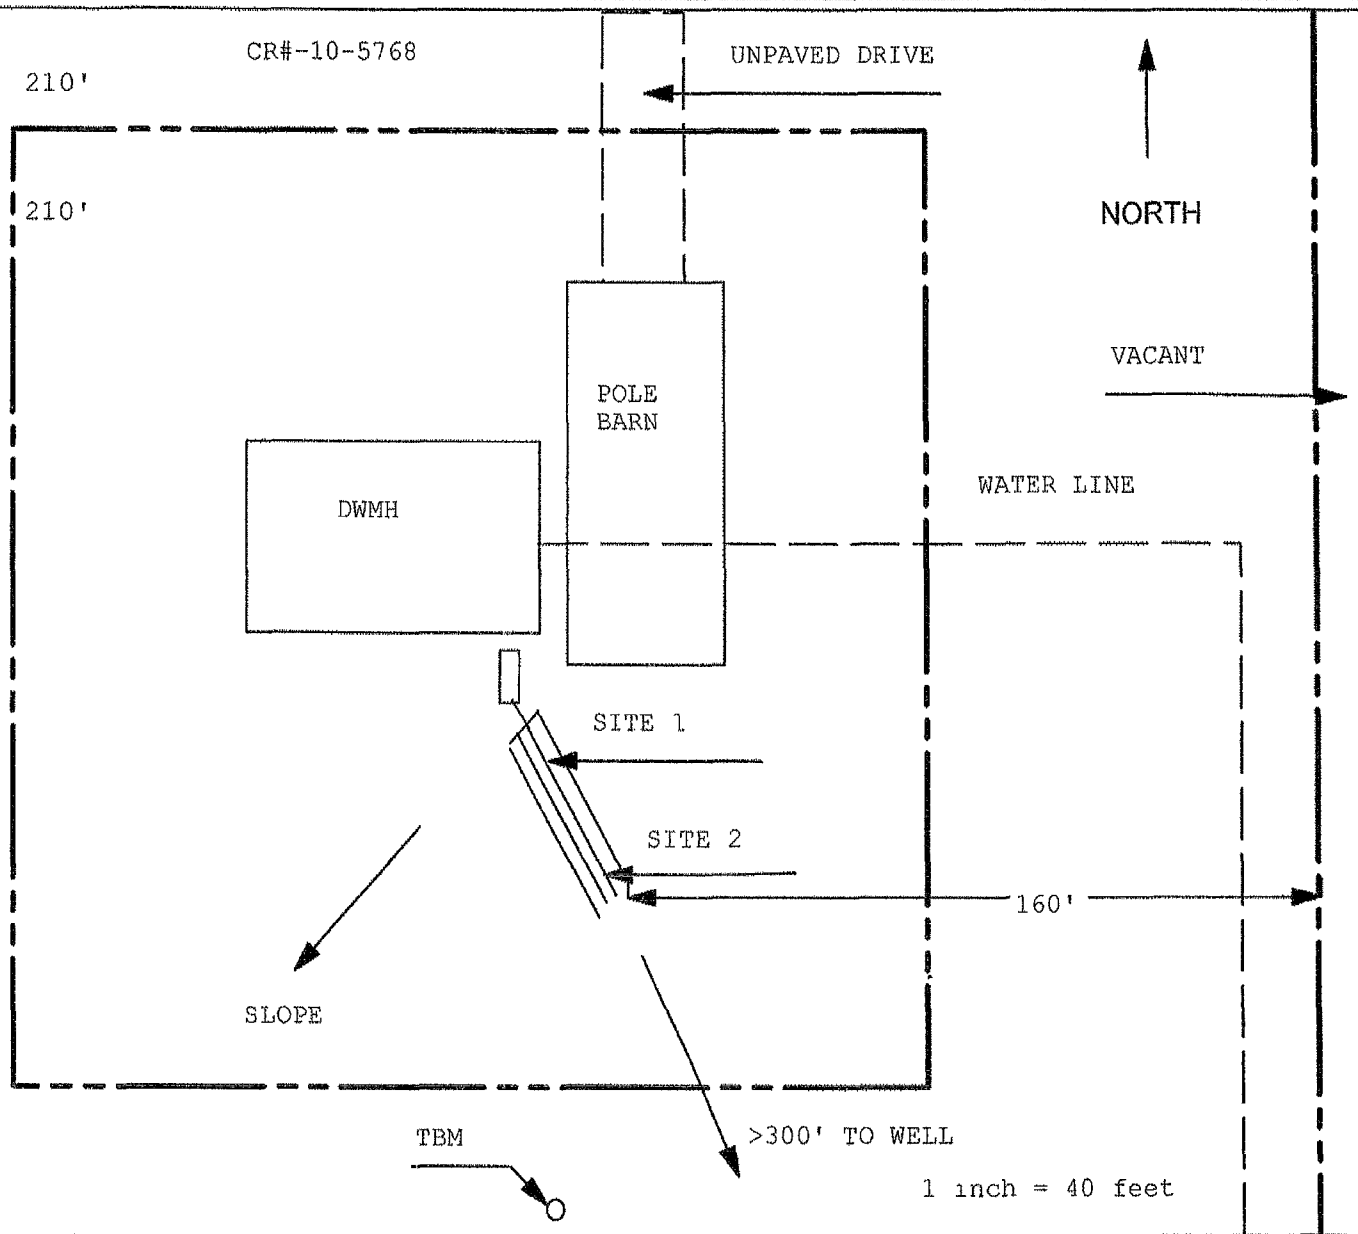 CR#-10-5768
UNPAVED DRIVE
210'
210'
NORTH
VACANT
POLE
BARN
WATER LINE
DWMH
SITE 1
SITE 2
160'
SLOPE
TBM
>300' TO WELL
1 inch = 40 feet